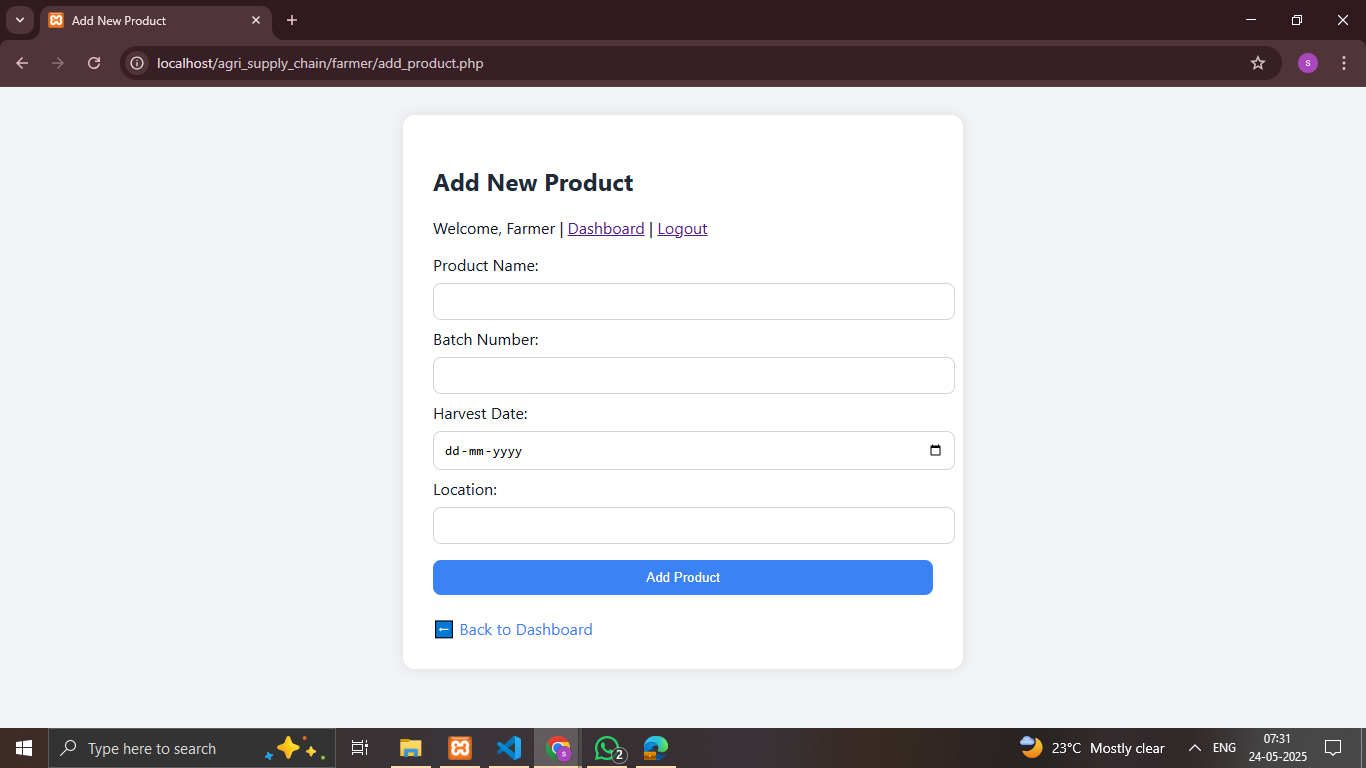 Add New Product
localhost/agri_supply_chain/farmer/add_product.php
s
Add New Product
Welcome, Farmer | Dashboard | Logout
Product Name:
Batch Number:
Harvest Date:
dd-mm-yyyy
Location:
Add Product
← Back to Dashboard
Type here to search
s
2
23°C Mostly clear
ENG
07:31
24-05-2025